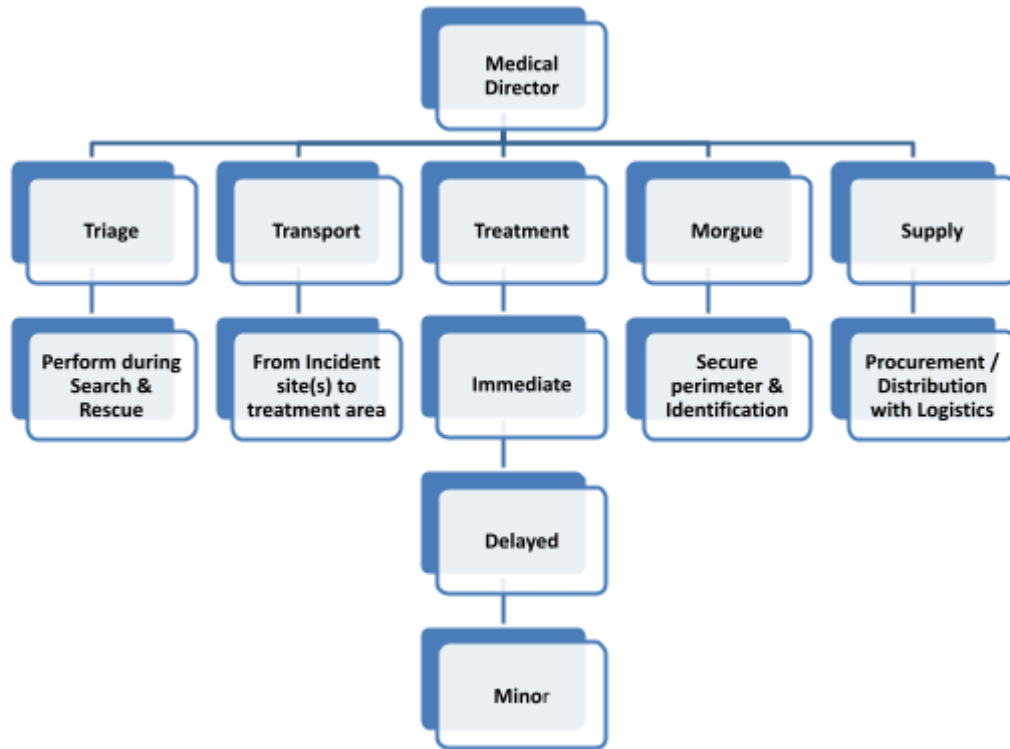 Medical
Director
Triage
Transport
Treatment
Morgue
Supply
Perform during
Search &
Rescue
From Incident
site(s) to
treatment area
Immediate
Secure
perimeter &
Identification
Procurement /
Distribution
with Logistics
Delayed
Minor